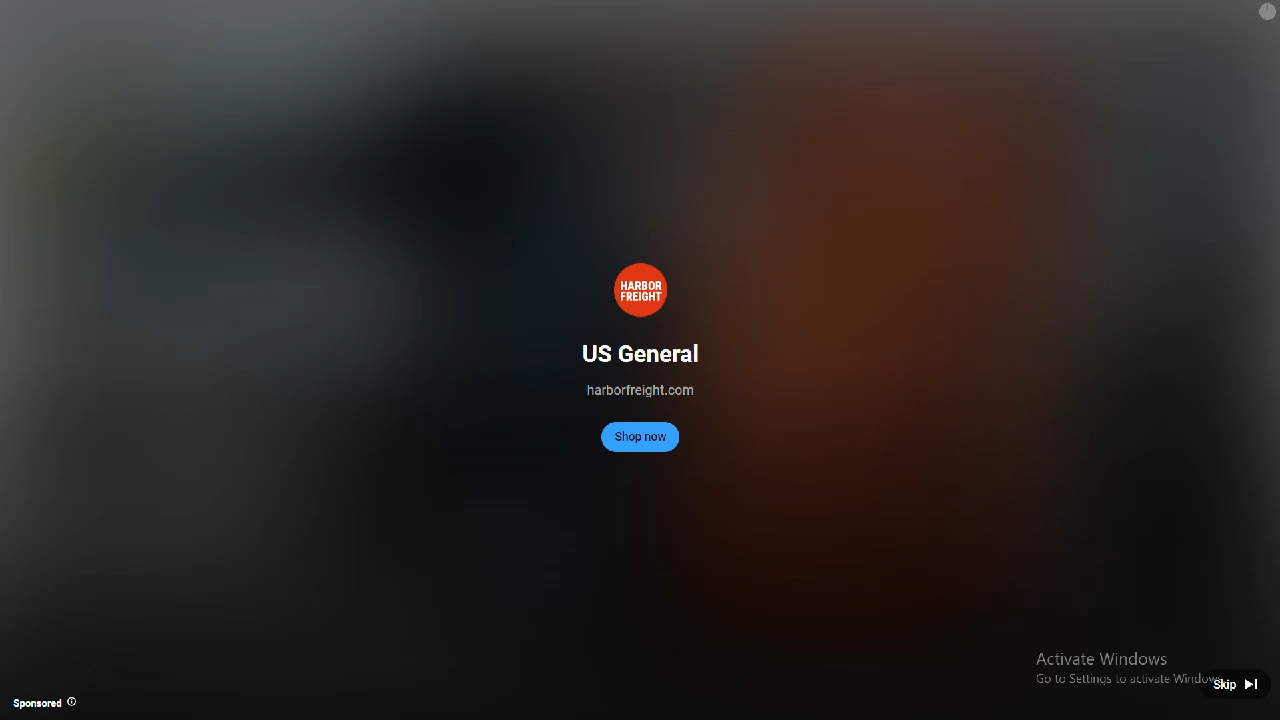 HARBOR
FREIGHT
US General
harborfreight.com
Shop now
Activate Windows
Go to Settings to activate Windows.
Skip
Sponsored